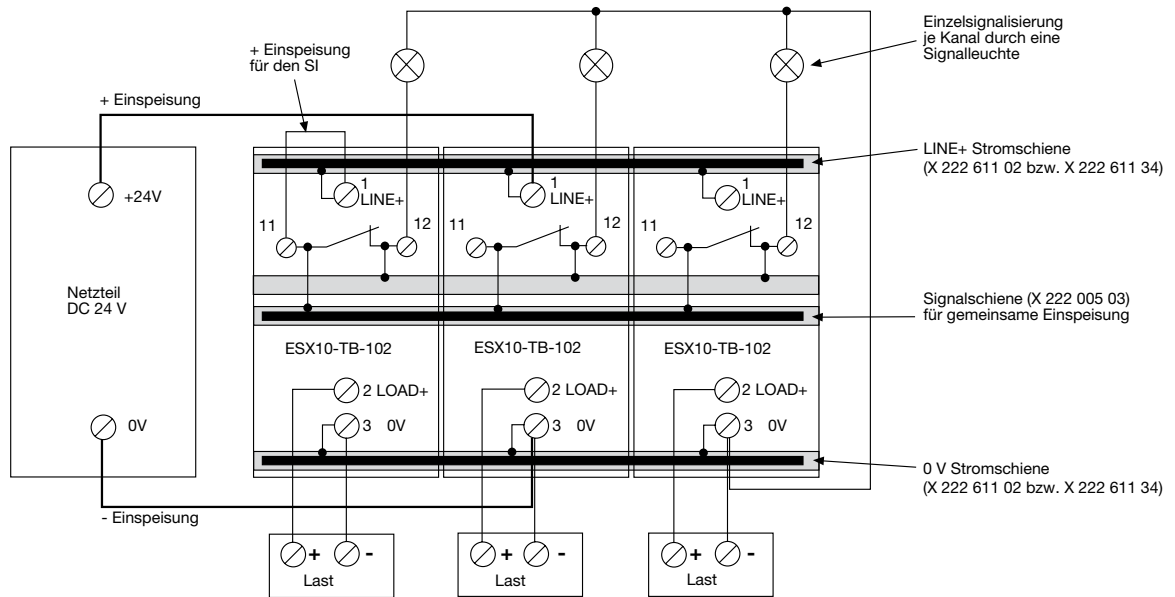 Einzelsignalisierung
je Kanal durch eine
Signalleuchte
+ Einspeisung
für den SI
+ Einspeisung
LINE+ Stromschiene
(X 222 611 02 bzw. X 222 611 34)
+24V
1
LINE+
1
LINE+
1
LINE+
11
12
11
12
11
12
Netzteil
DC 24 V
Signalschiene (X 222 005 03)
für gemeinsame Einspeisung
ESX10-TB-102
ESX10-TB-102
ESX10-TB-102
2 LOAD+
2 LOAD+
2 LOAD+
0V
3 0V
3 0V
3 0V
0 V Stromschiene
(X 222 611 02 bzw. X 222 611 34)
- Einspeisung
+ -
Last
+ -
Last
+ -
Last